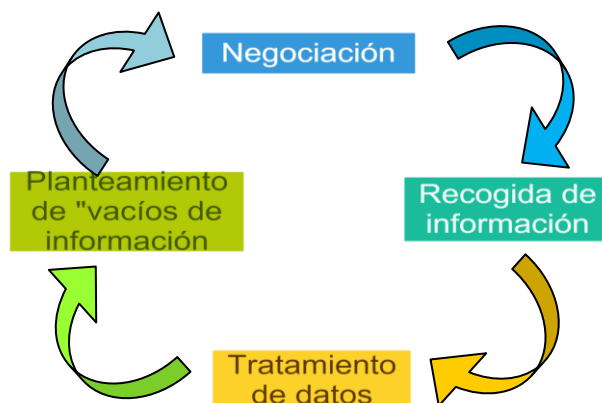 Negociación
Recogida de
información
Tratamiento
de datos
Planteamiento
de "vacíos de
información